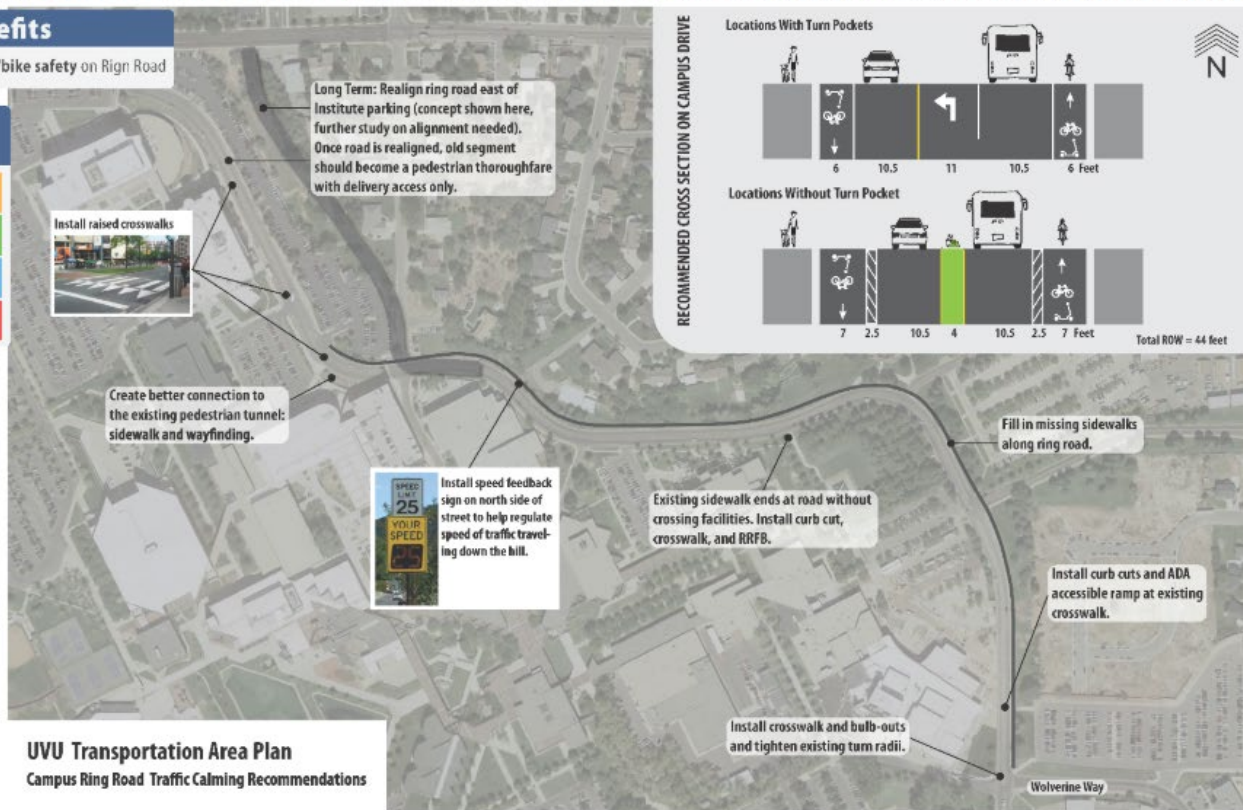 efits
bike safety on Rign Road
Long Term: Realign ring road east of
Institute parking (concept shown here,
further study on alignment needed).
Once road is realigned, old segment
should become a pedestrian thoroughfare
with delivery access only.
Install raised crosswalks
Create better connection to
the existing pedestrian tunnel:
sidewalk and wayfinding.
SPEED
LIMIT
25
YOUR
SPEED
25
Install speed feedback
sign on north side of
street to help regulate
speed of traffic travel-
ing down the hill.
Existing sidewalk ends at road without
crossing facilities. Install curb cut,
crosswalk, and RRFB.
Fill in missing sidewalks
along ring road.
Install curb cuts and ADA
accessible ramp at existing
crosswalk.
Install crosswalk and bulb-outs
and tighten existing turn radii.
Wolverine Way
RECOMMENDED CROSS SECTION ON CAMPUS DRIVE
Locations With Turn Pockets
6 10.5 11 10.5 6 Feet
Locations Without Turn Pocket
7 2.5 10.5 4 10.5 2.5 7 Feet
Total ROW = 44 feet
N
UVU Transportation Area Plan
Campus Ring Road Traffic Calming Recommendations